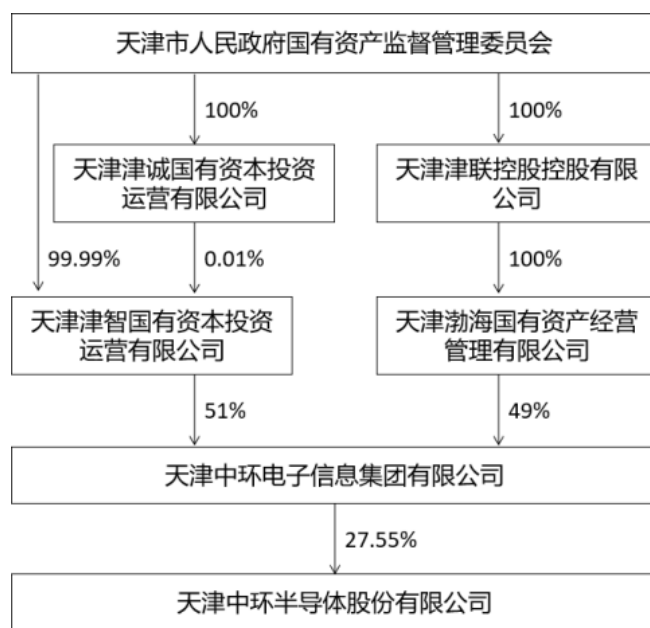 天津市人民政府国有资产监督管理委员会
100%
100%
天津津诚国有资本投资
运营有限公司
天津津联控股控股有限
公司
99.99%
0.01%
100%
天津津智国有资本投资
运营有限公司
天津渤海国有资产经营
管理有限公司
51%
49%
天津中环电子信息集团有限公司
27.55%
天津中环半导体股份有限公司